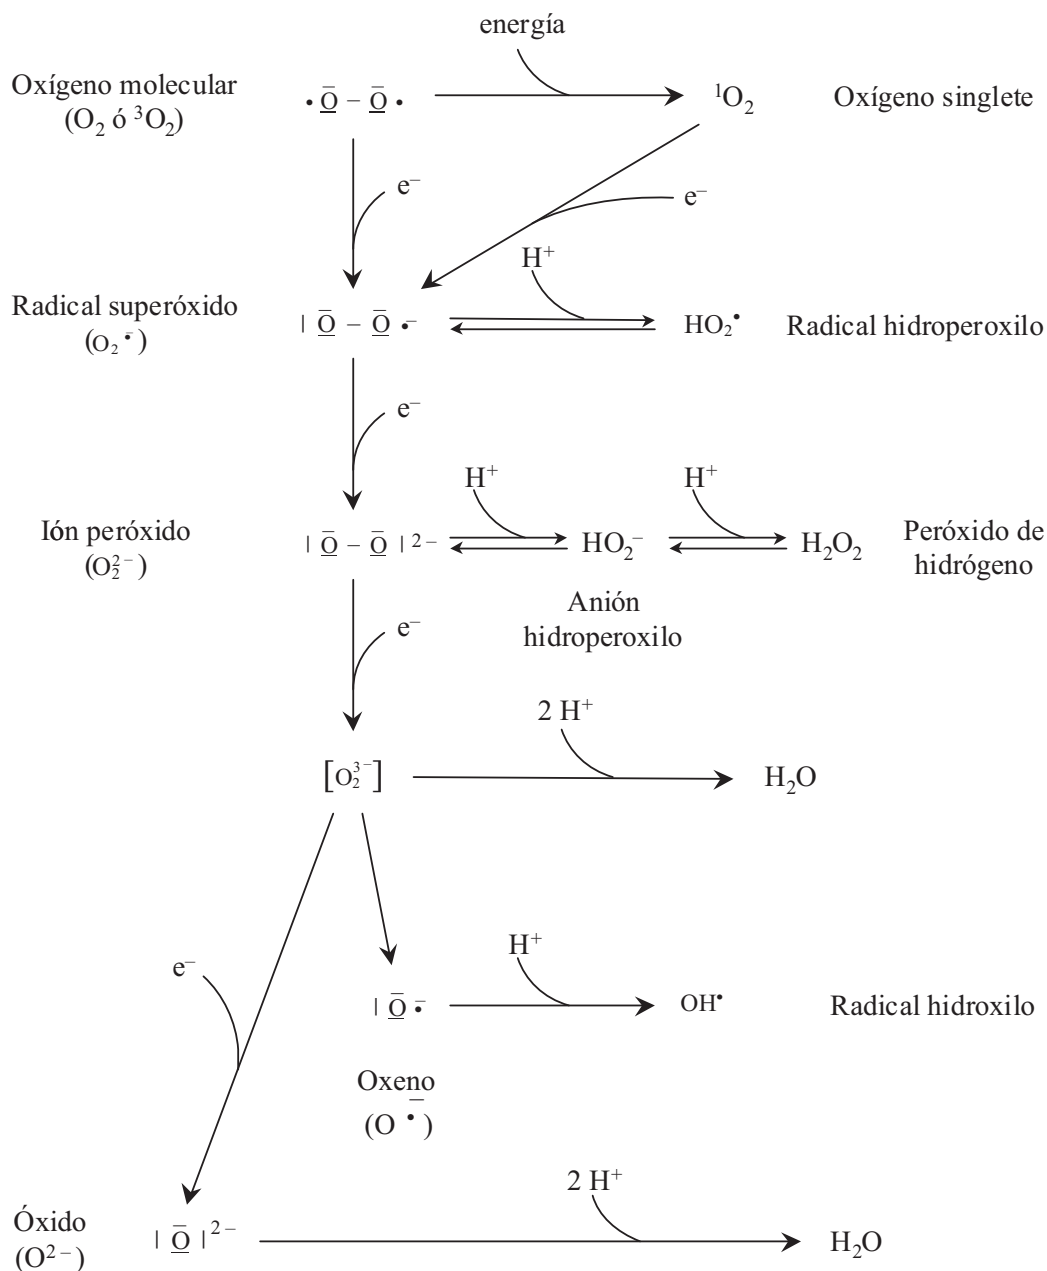 energía
Oxígeno molecular
(O₂ ó ³O₂)
• O – O •
¹O₂
Oxígeno singlete
e⁻
e⁻
H⁺
Radical superóxido
(O₂•⁻)
| O – O •⁻
HO₂•
Radical hidroperoxilo
e⁻
H⁺
H⁺
Ión peróxido
(O₂²⁻)
| O – O |²⁻
HO₂⁻
H₂O₂
Peróxido de
hidrógeno
Anión
hidroperoxilo
e⁻
2 H⁺
[O₂³⁻]
H₂O
e⁻
H⁺
| O •⁻
OH•
Radical hidroxilo
Oxeno
(O •⁻)
2 H⁺
Óxido
(O²⁻)
| O |²⁻
H₂O